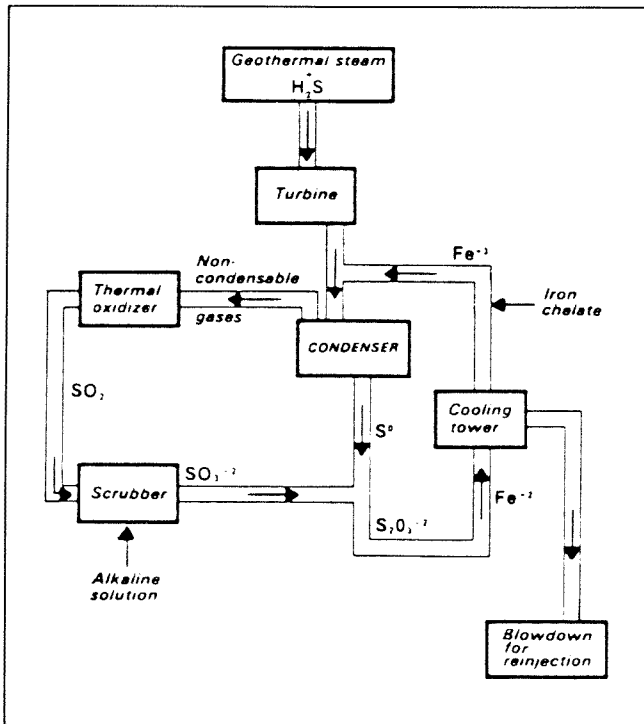 Geothermal steam
+
H₂S
Turbine
Fe⁻³
Non-
condensable
gases
Thermal
oxidizer
Iron
chelate
CONDENSER
SO₂
Cooling
tower
S⁰
SO₃⁻²
Scrubber
S₂O₃⁻²
Fe⁻²
Alkaline
solution
Blowdown
for
reinjection